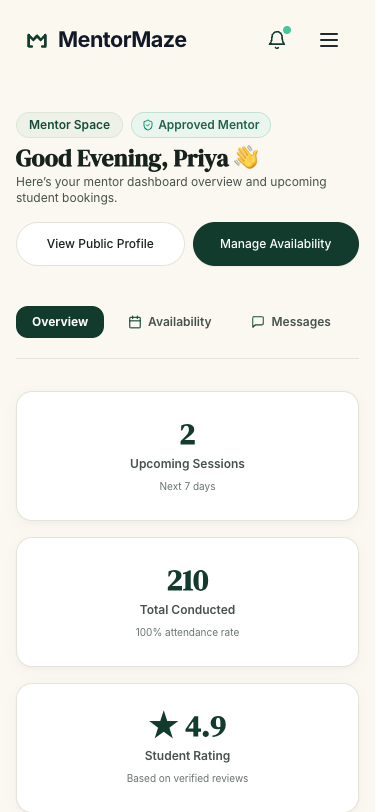 MentorMaze
Mentor Space
Approved Mentor
Good Evening, Priya 👋
Here’s your mentor dashboard overview and upcoming
student bookings.
View Public Profile
Manage Availability
Overview
Availability
Messages
2
Upcoming Sessions
Next 7 days
210
Total Conducted
100% attendance rate
★ 4.9
Student Rating
Based on verified reviews